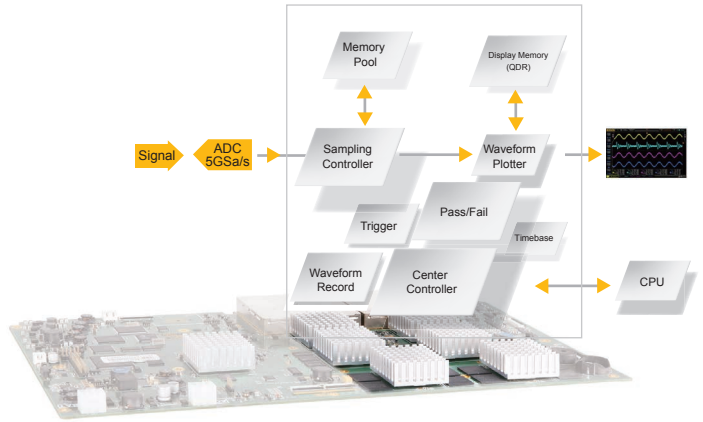 Memory
Pool
Display Memory
(QDR)
Signal
ADC
5GSa/s
Sampling
Controller
Waveform
Plotter
Pass/Fail
Trigger
Timebase
Waveform
Record
Center
Controller
CPU